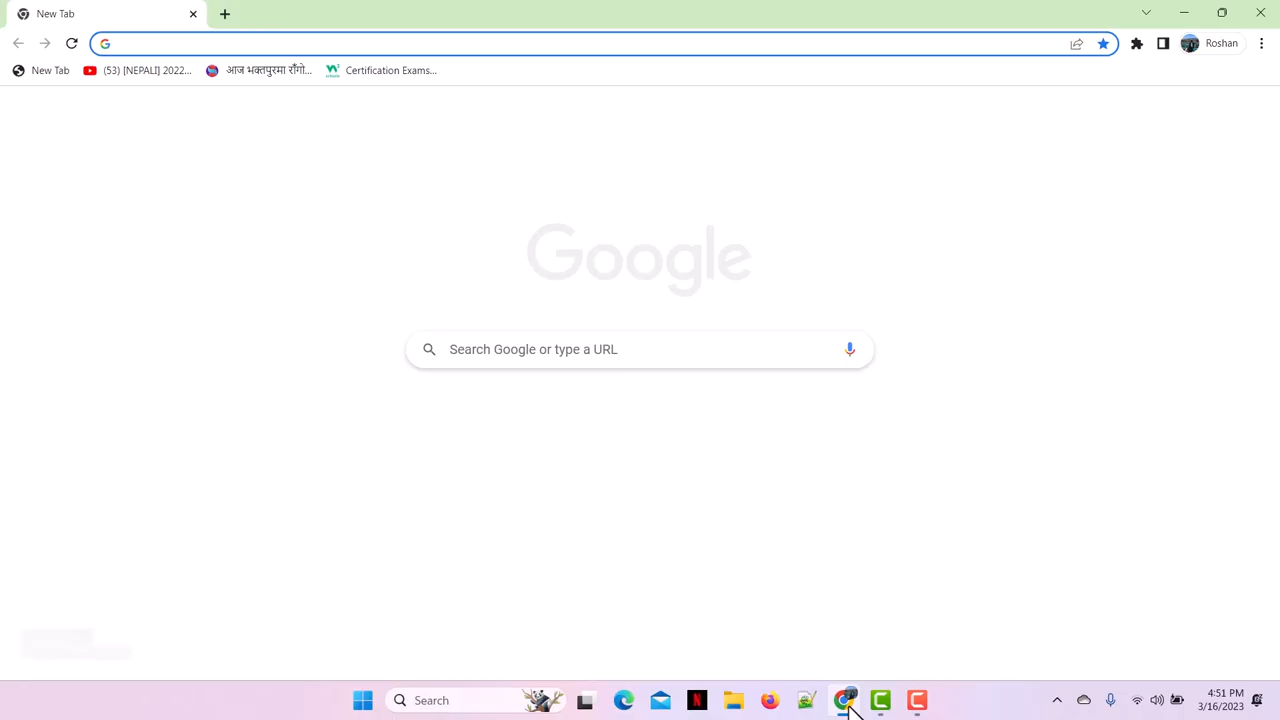 New Tab
Roshan
New Tab
(53) [NEPALI] 2022...
आज भक्तपुरमा राँगो...
Certification Exams...
Google
Search Google or type a URL
Search
4:51 PM
3/16/2023